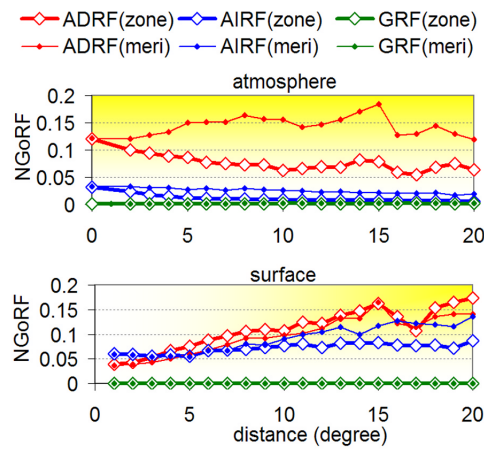 ADRF(zone) AIRF(zone) GRF(zone)
ADRF(meri) AIRF(meri) GRF(meri)
atmosphere
NGoRF
0.2
0.15
0.1
0.05
0
0 5 10 15 20
surface
NGoRF
0.2
0.15
0.1
0.05
0
0 5 10 15 20
distance (degree)